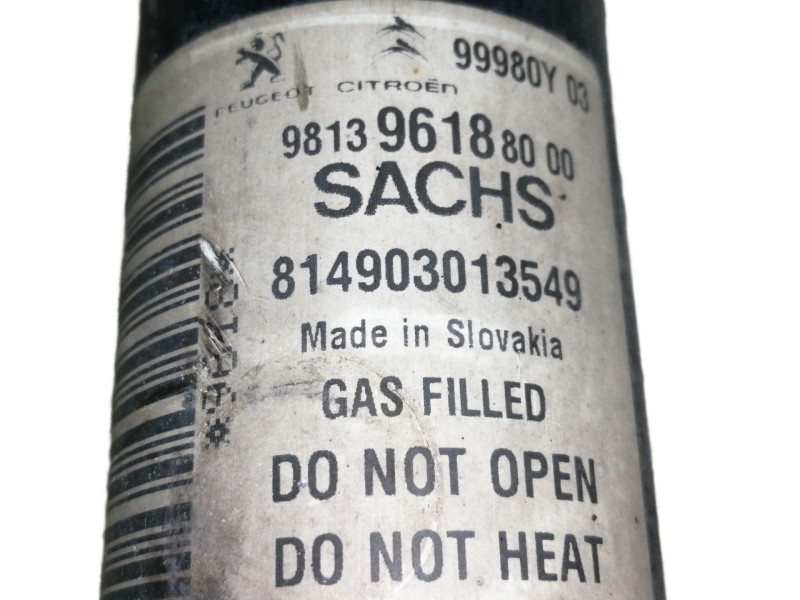 99980Y 03
PEUGEOT CITROËN
9813 9618 80 00
SACHS
814903013549
Made in Slovakia
GAS FILLED
DO NOT OPEN
DO NOT HEAT